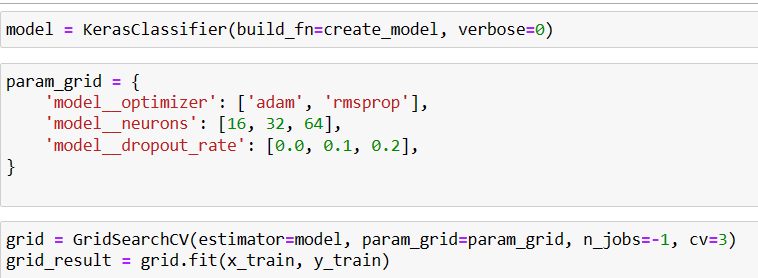 model = KerasClassifier(build_fn=create_model, verbose=0)
param_grid = {
    'model__optimizer': ['adam', 'rmsprop'],
    'model__neurons': [16, 32, 64],
    'model__dropout_rate': [0.0, 0.1, 0.2],
}
grid = GridSearchCV(estimator=model, param_grid=param_grid, n_jobs=-1, cv=3)
grid_result = grid.fit(x_train, y_train)